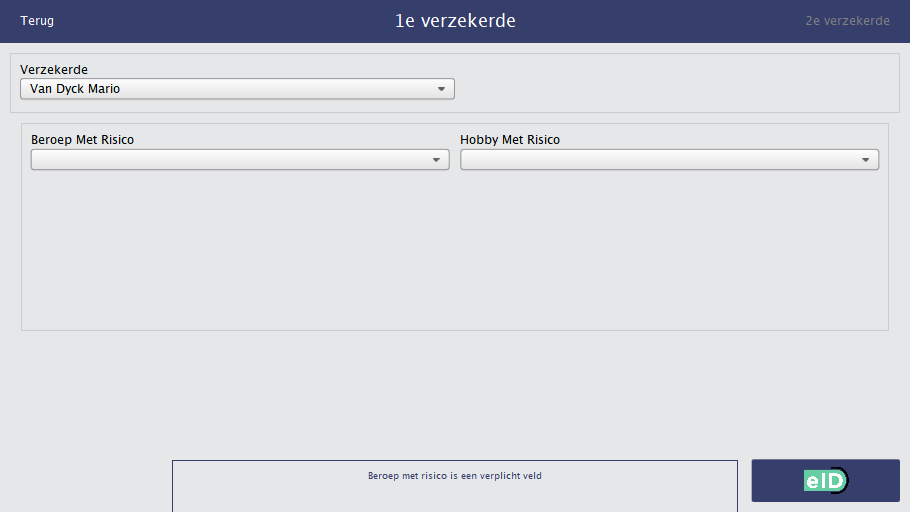 Terug
1e verzekerde
2e verzekerde
Verzekerde
Van Dyck Mario
Beroep Met Risico
Hobby Met Risico
Beroep met risico is een verplicht veld
eID